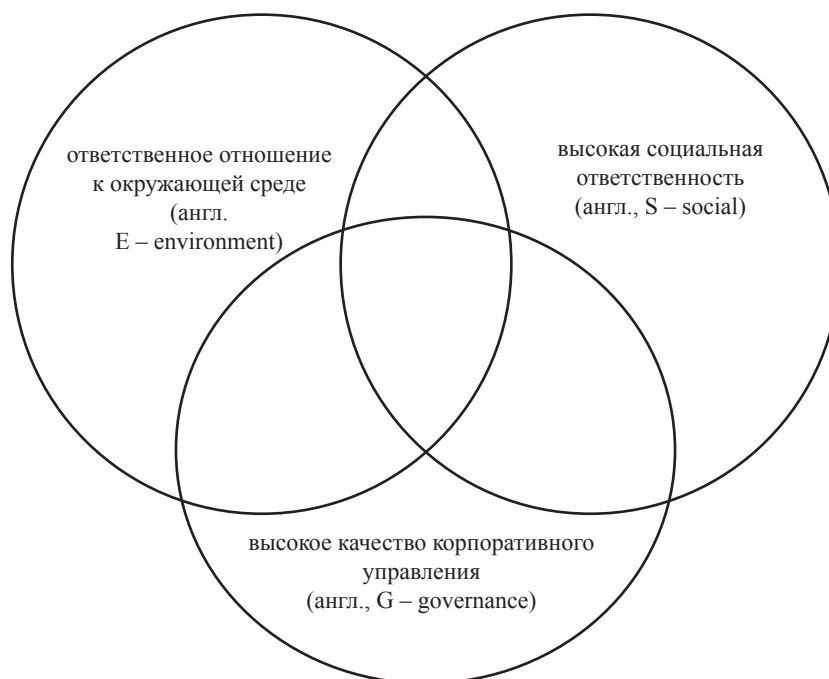 ответственное отношение
к окружающей среде
(англ.
E – environment)
высокая социальная
ответственность
(англ., S – social)
высокое качество корпоративного
управления
(англ., G – governance)